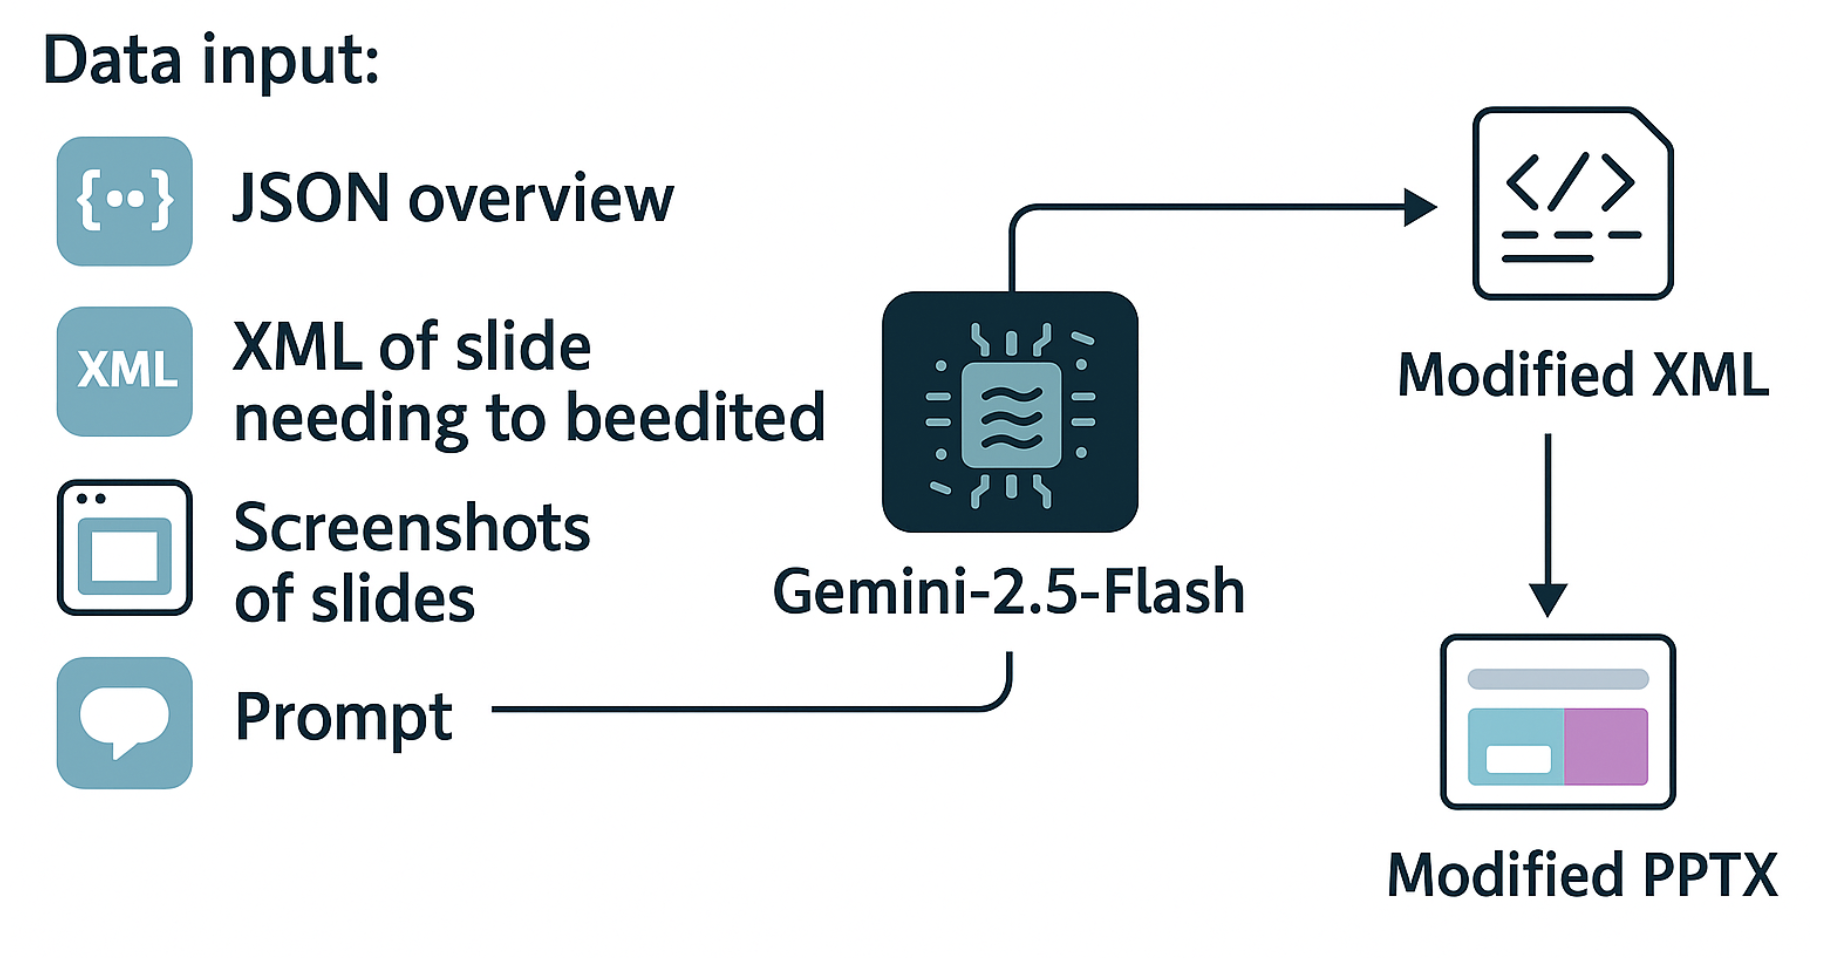 Data input:
JSON overview
XML
XML of slide
needing to beedited
Screenshots
of slides
Prompt
Gemini-2.5-Flash
Modified XML
Modified PPTX